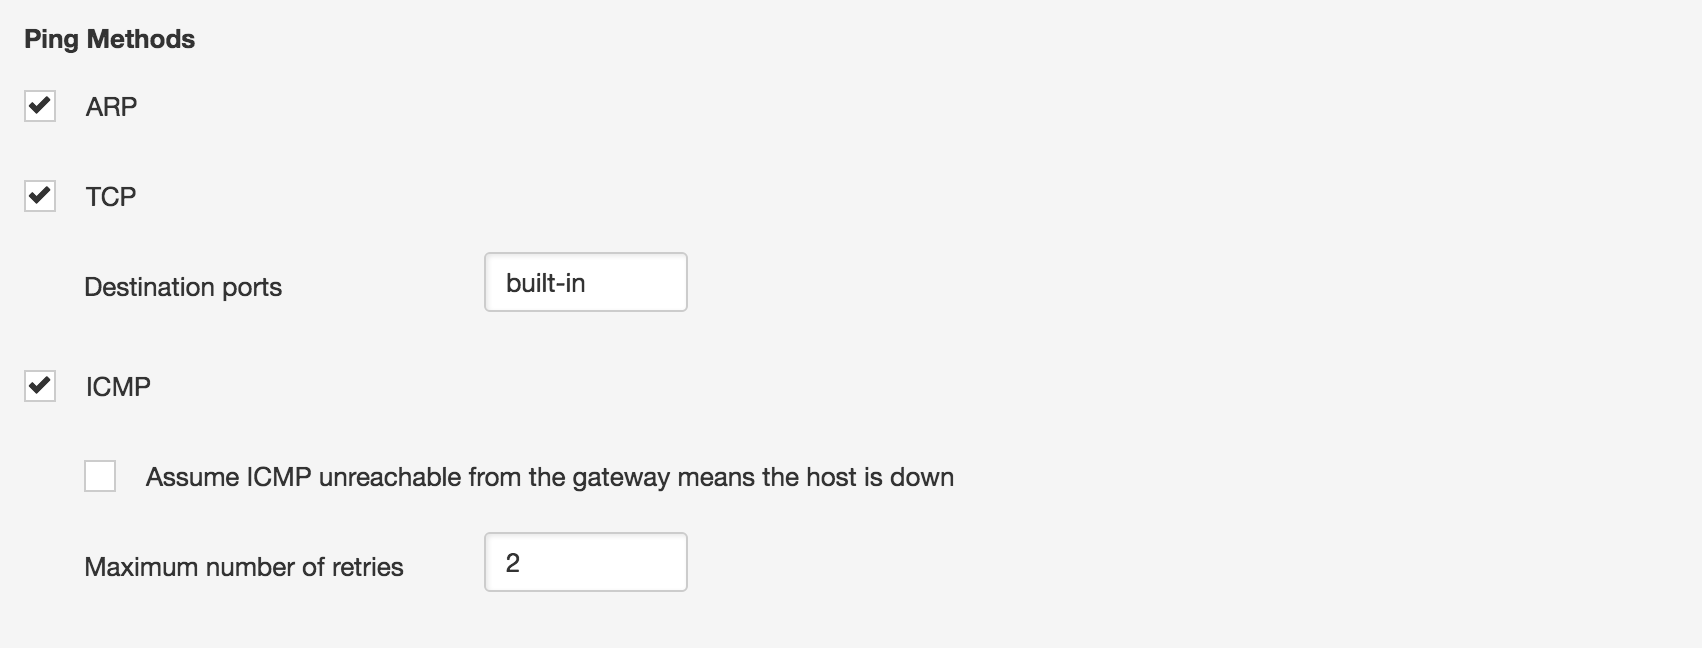 Ping Methods
ARP
TCP
Destination ports built-in
ICMP
Assume ICMP unreachable from the gateway means the host is down
Maximum number of retries 2